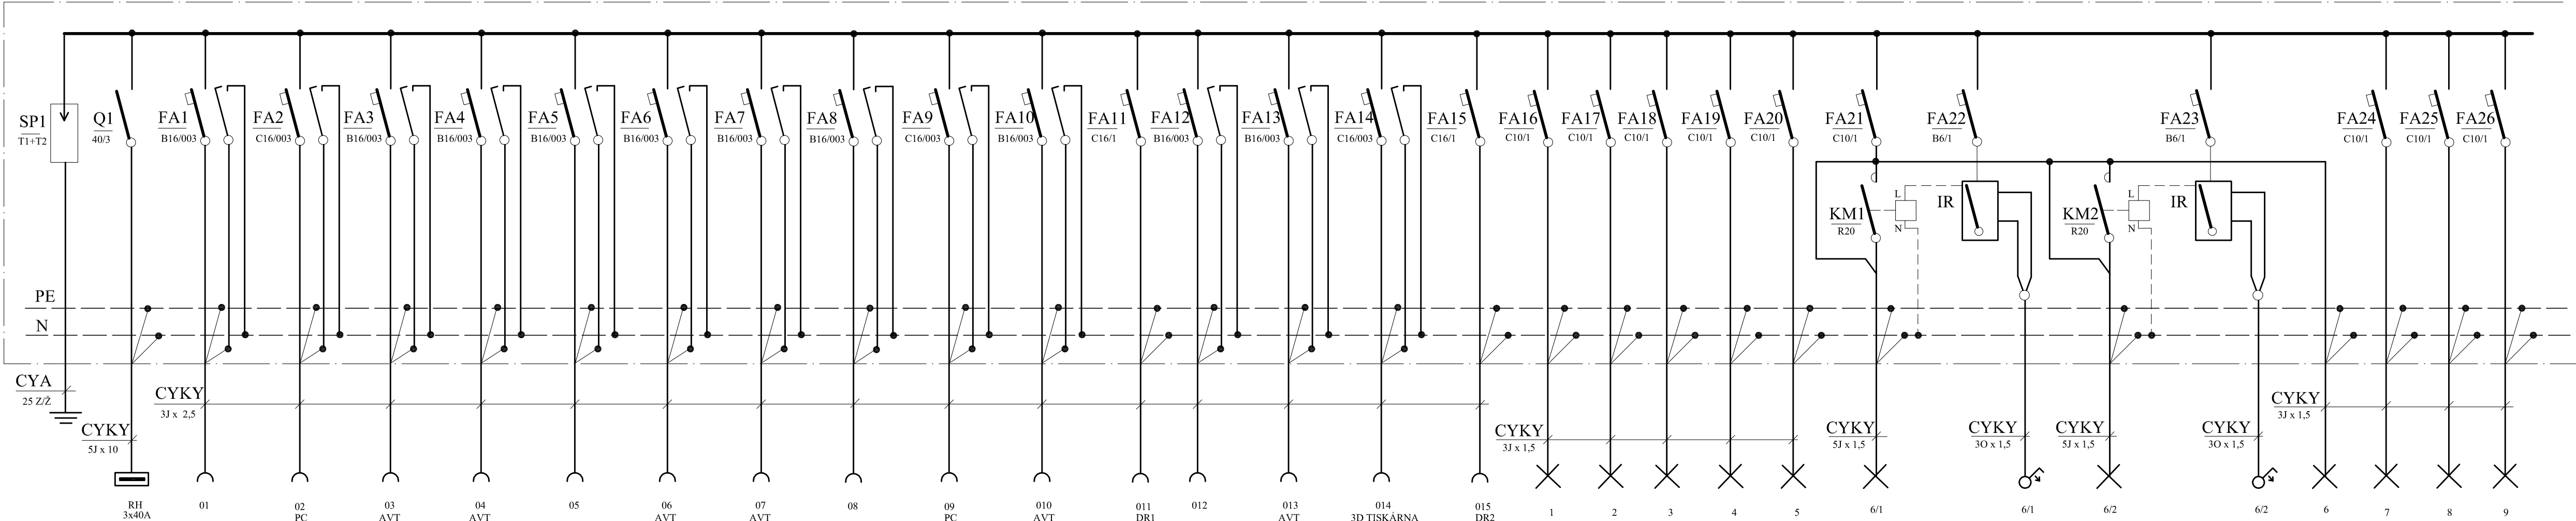 SP1
T1+T2
Q1
40/3
FA1
B16/003
FA2
C16/003
FA3
B16/003
FA4
B16/003
FA5
B16/003
FA6
B16/003
FA7
B16/003
FA8
B16/003
FA9
C16/003
FA10
B16/003
FA11
C16/1
FA12
B16/003
FA13
B16/003
FA14
C16/003
FA15
C16/1
FA16
C10/1
FA17
C10/1
FA18
C10/1
FA19
C10/1
FA20
C10/1
FA21
C10/1
FA22
B6/1
FA23
B6/1
FA24
C10/1
FA25
C10/1
FA26
C10/1
KM1
R20
L
N
IR
KM2
R20
L
N
IR
PE
N
CYA
25 Z/Ž
CYKY
5J x 10
CYKY
3J x 2,5
CYKY
3J x 1,5
CYKY
5J x 1,5
CYKY
3O x 1,5
CYKY
5J x 1,5
CYKY
3O x 1,5
CYKY
3J x 1,5
RH
3x40A
01
02
PC
03
AVT
04
AVT
05
06
AVT
07
AVT
08
09
PC
010
AVT
011
DR1
012
013
AVT
014
3D TISKÁRNA
015
DR2
1
2
3
4
5
6/1
6/1
6/2
6/2
6
7
8
9